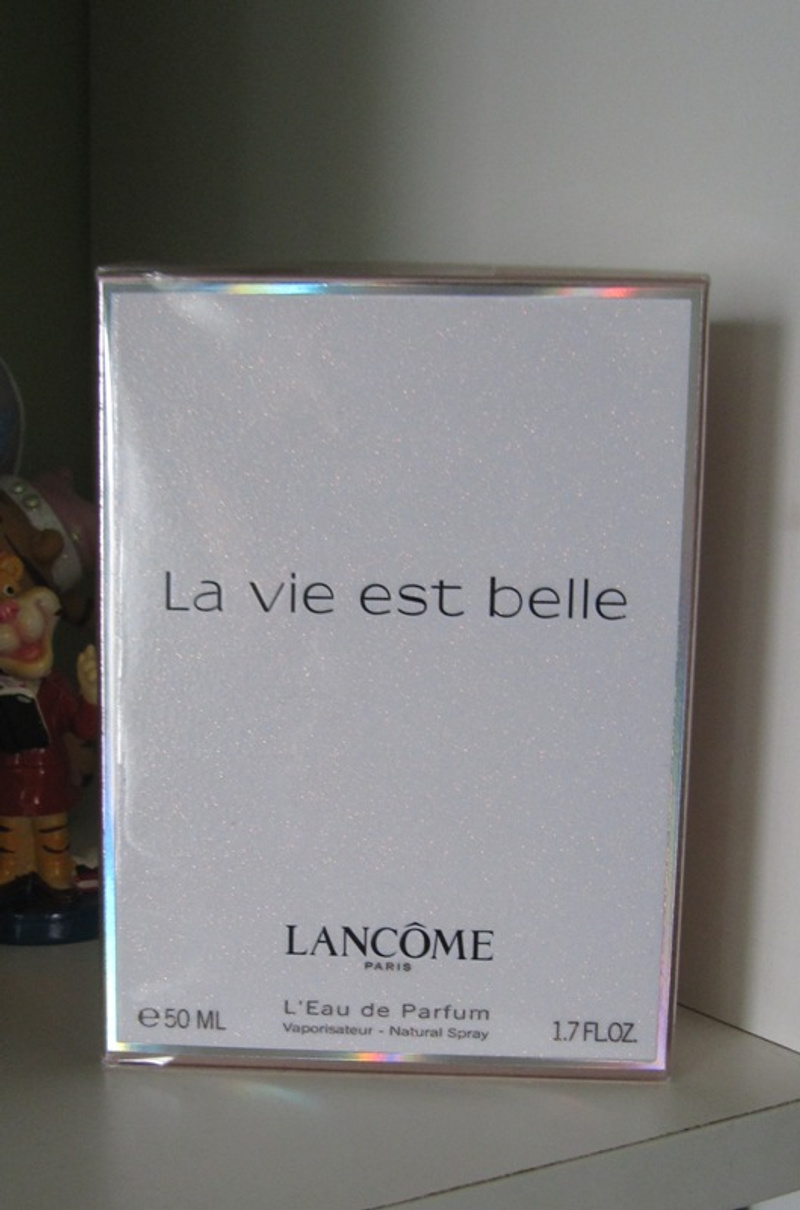 La vie est belle
LANCÔME
PARIS
L'Eau de Parfum
Vaporisateur - Natural Spray
℮ 50 ML
1.7 FL.OZ.